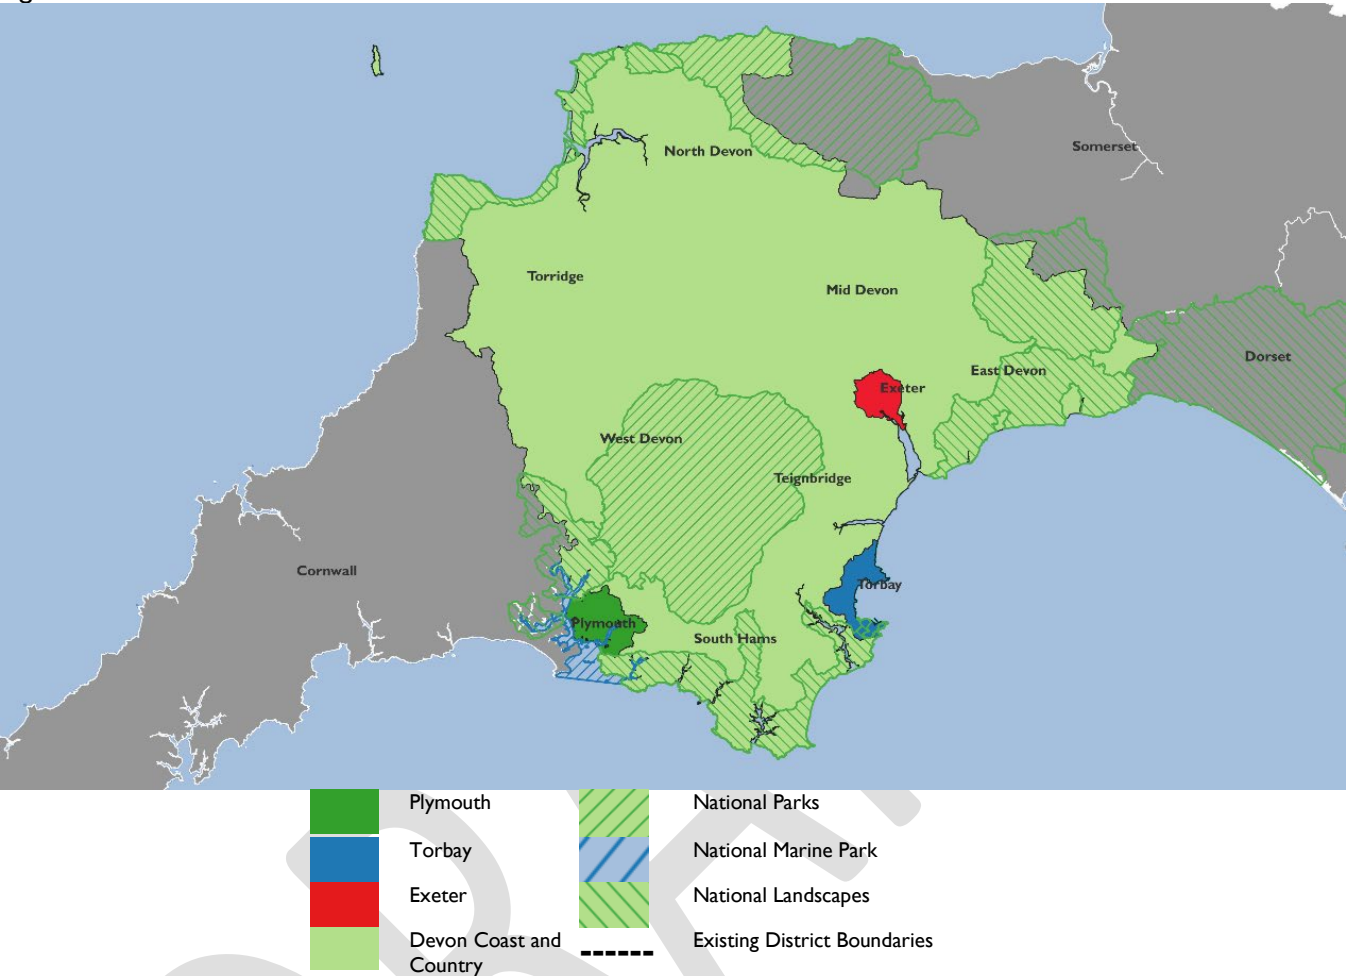 North Devon
Somerset
Torridge
Mid Devon
Dorset
East Devon
Exeter
West Devon
Teignbridge
Cornwall
Torbay
Plymouth
South Hams
Plymouth
National Parks
Torbay
National Marine Park
Exeter
National Landscapes
Devon Coast and
Country
Existing District Boundaries